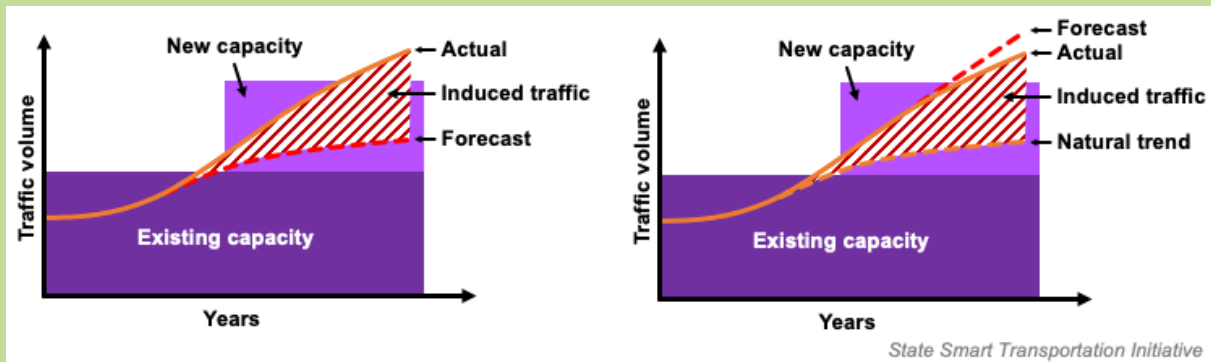 New capacity
Actual
Induced traffic
Forecast
Traffic volume
Existing capacity
Years
Forecast
New capacity
Actual
Induced traffic
Natural trend
Traffic volume
Existing capacity
Years
State Smart Transportation Initiative